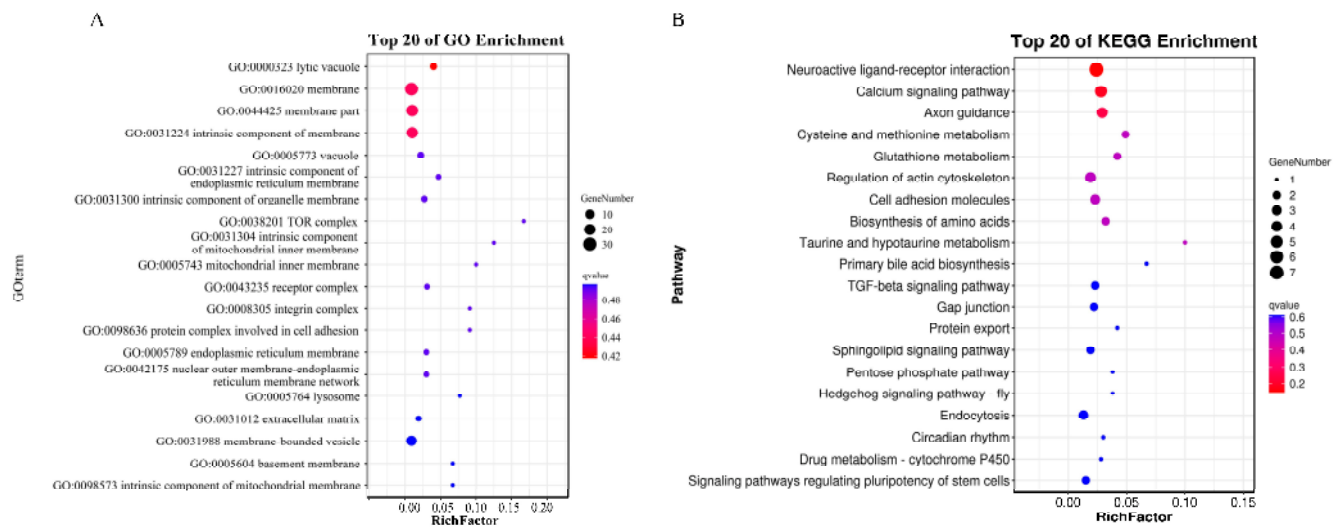 A
Top 20 of GO Enrichment
GOterm
GO:0000323 lytic vacuole
GO:0016020 membrane
GO:0044425 membrane part
GO:0031224 intrinsic component of membrane
GO:0005773 vacuole
GO:0031227 intrinsic component of
endoplasmic reticulum membrane
GO:0031300 intrinsic component of organelle membrane
GO:0038201 TOR complex
GO:0031304 intrinsic component
of mitochondrial inner membrane
GO:0005743 mitochondrial inner membrane
GO:0043235 receptor complex
GO:0008305 integrin complex
GO:0098636 protein complex involved in cell adhesion
GO:0005789 endoplasmic reticulum membrane
GO:0042175 nuclear outer membrane-endoplasmic
reticulum membrane network
GO:0005764 lysosome
GO:0031012 extracellular matrix
GO:0031988 membrane-bounded vesicle
GO:0005604 basement membrane
GO:0098573 intrinsic component of mitochondrial membrane
0.00 0.05 0.10 0.15 0.20
RichFactor
GeneNumber
10
20
30
qvalue
0.48
0.46
0.44
0.42
B
Top 20 of KEGG Enrichment
Pathway
Neuroactive ligand-receptor interaction
Calcium signaling pathway
Axon guidance
Cysteine and methionine metabolism
Glutathione metabolism
Regulation of actin cytoskeleton
Cell adhesion molecules
Biosynthesis of amino acids
Taurine and hypotaurine metabolism
Primary bile acid biosynthesis
TGF-beta signaling pathway
Gap junction
Protein export
Sphingolipid signaling pathway
Pentose phosphate pathway
Hedgehog signaling pathway - fly
Endocytosis
Circadian rhythm
Drug metabolism - cytochrome P450
Signaling pathways regulating pluripotency of stem cells
0.00 0.05 0.10 0.15
RichFactor
GeneNumber
1
2
3
4
5
6
7
qvalue
0.6
0.5
0.4
0.3
0.2